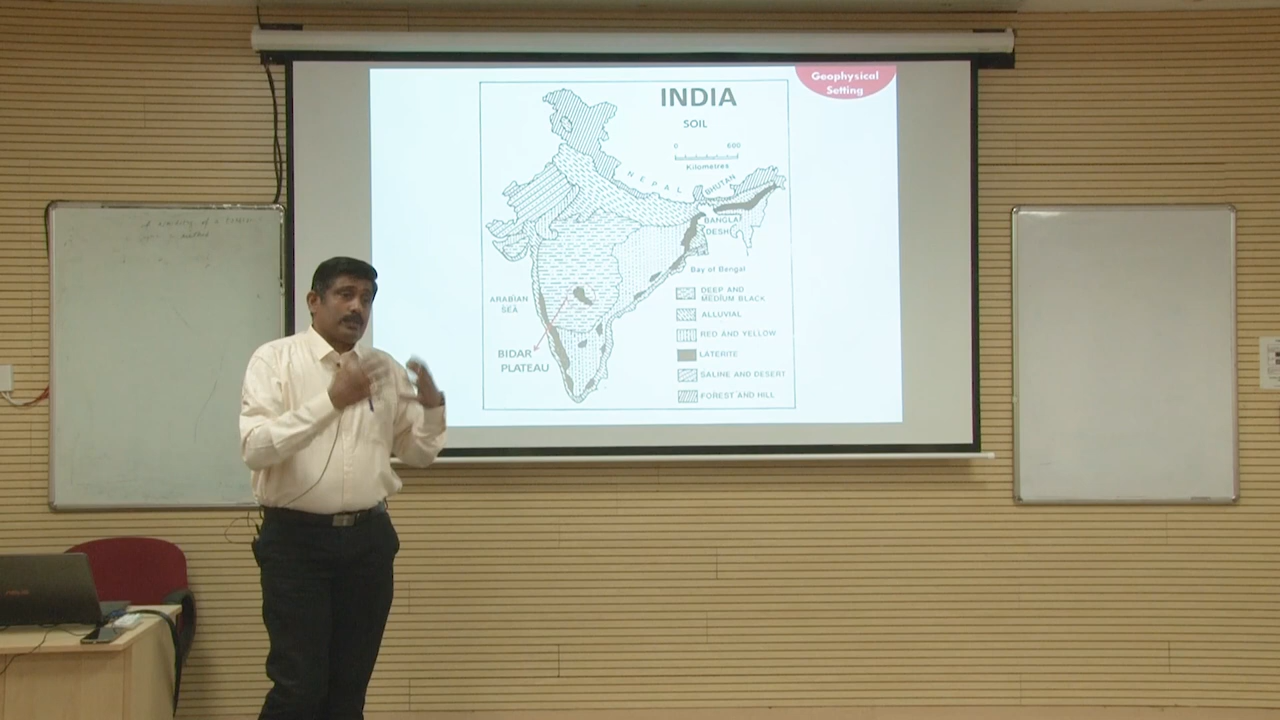 Geophysical
Setting
INDIA
SOIL
0 600
Kilometres
NEPAL
BHUTAN
BANGLA
DESH
Bay of Bengal
ARABIAN
SEA
BIDAR
PLATEAU
DEEP AND
MEDIUM BLACK
ALLUVIAL
RED AND YELLOW
LATERITE
SALINE AND DESERT
FOREST AND HILL